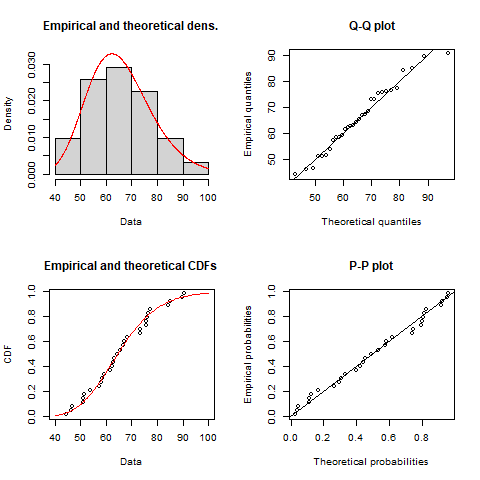 Empirical and theoretical dens.
Density
0.000 0.010 0.020 0.030
40 50 60 70 80 90 100
Data
Q-Q plot
Empirical quantiles
50 60 70 80 90
50 60 70 80 90
Theoretical quantiles
Empirical and theoretical CDFs
CDF
0.0 0.2 0.4 0.6 0.8 1.0
40 50 60 70 80 90 100
Data
P-P plot
Empirical probabilities
0.0 0.2 0.4 0.6 0.8 1.0
0.0 0.2 0.4 0.6 0.8
Theoretical probabilities